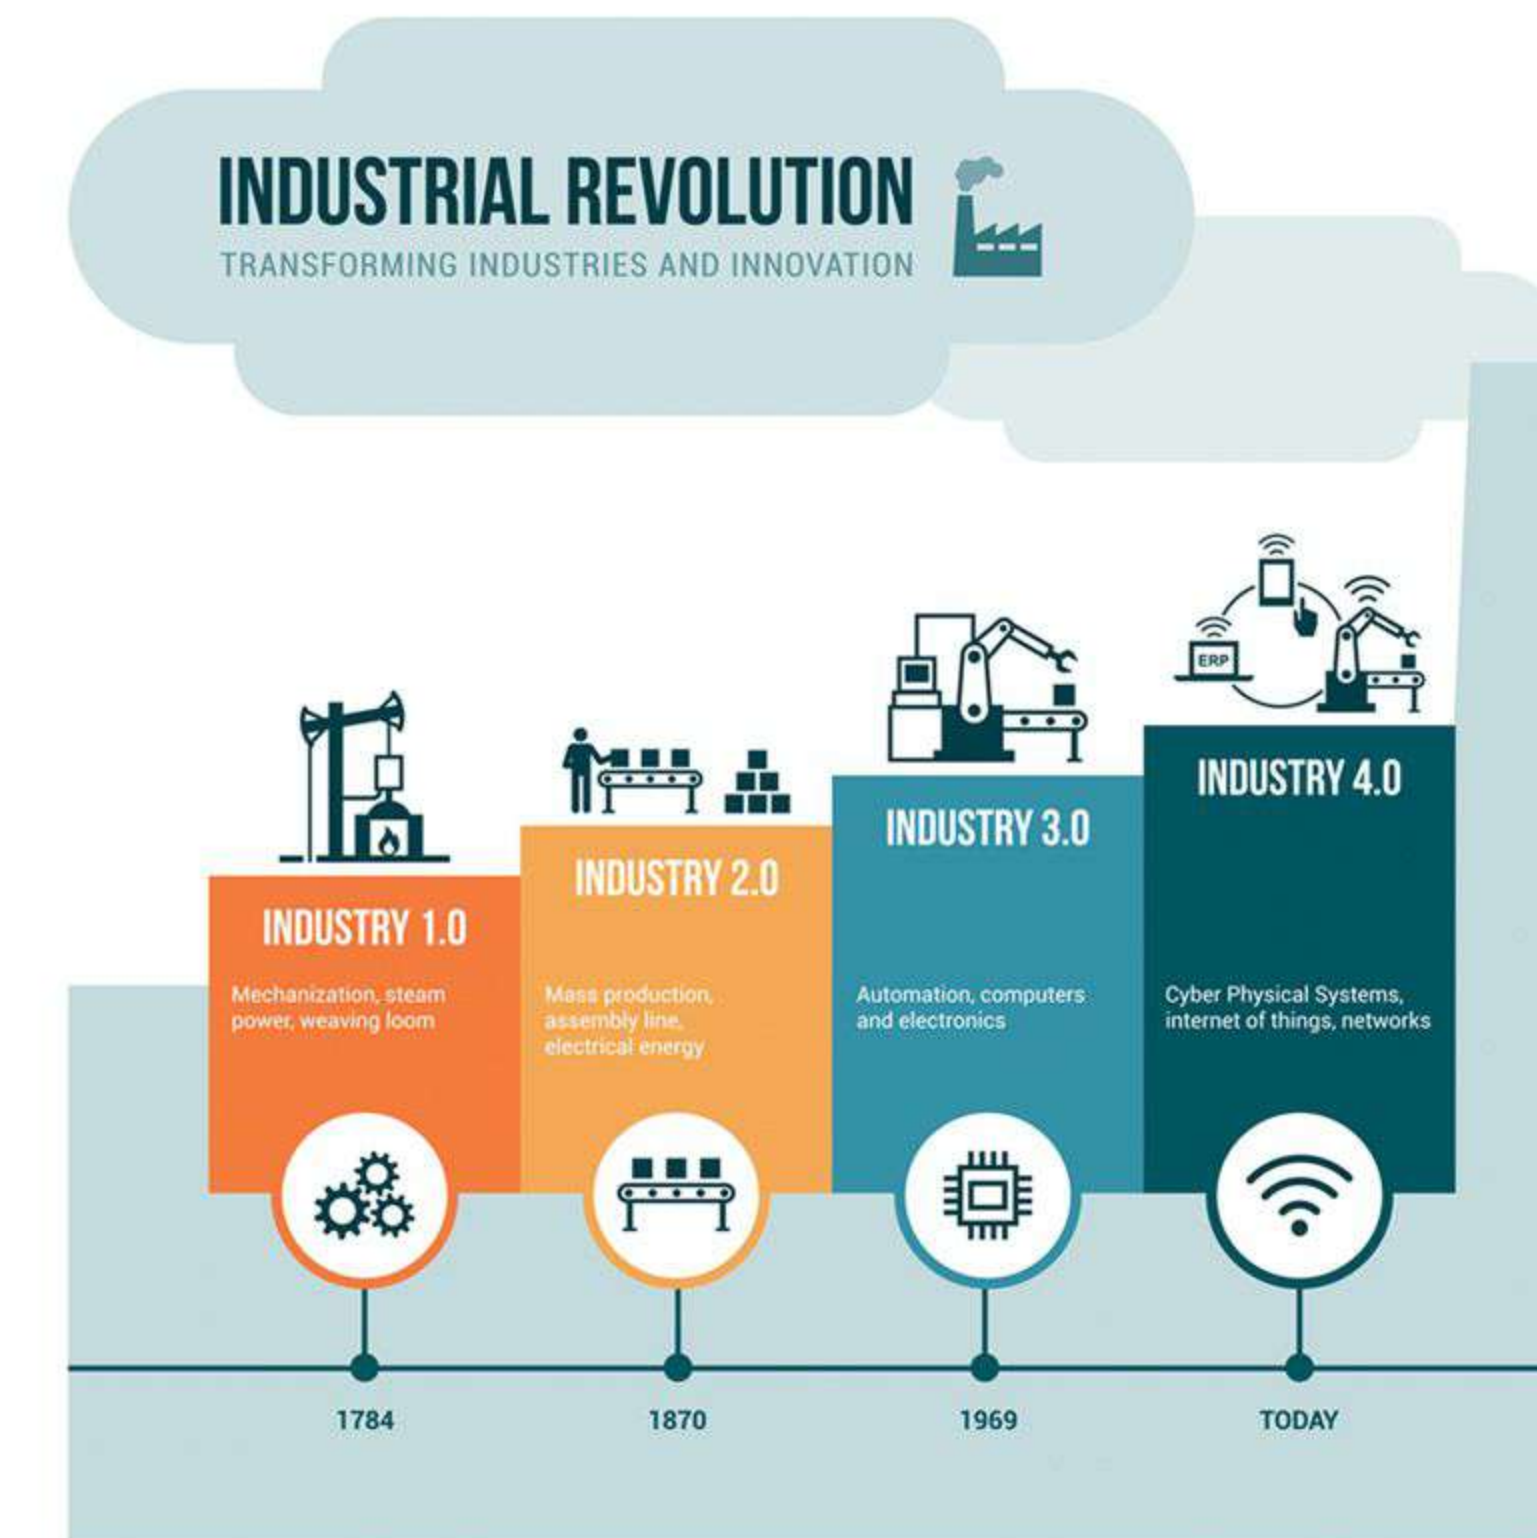 INDUSTRIAL REVOLUTION
TRANSFORMING INDUSTRIES AND INNOVATION
ERP
INDUSTRY 1.0
Mechanization, steam
power, weaving loom
INDUSTRY 2.0
Mass production,
assembly line,
electrical energy
INDUSTRY 3.0
Automation, computers
and electronics
INDUSTRY 4.0
Cyber Physical Systems,
internet of things, networks
1784
1870
1969
TODAY